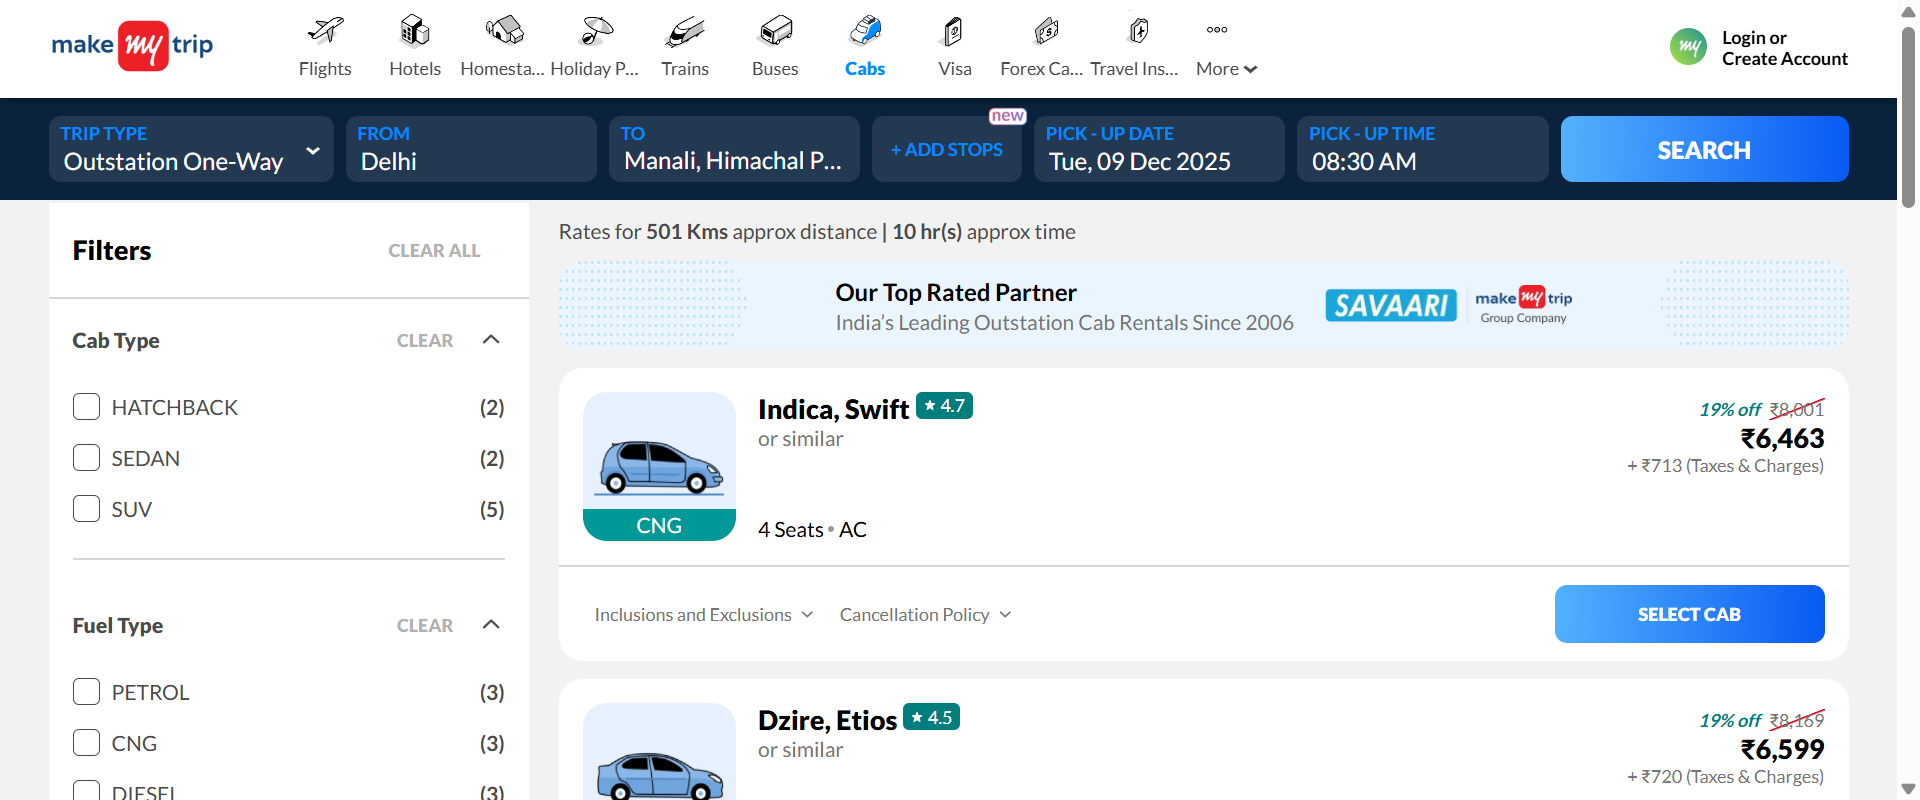 make my trip
Flights
Hotels
Homesta...
Holiday P...
Trains
Buses
Cabs
Visa
Forex Ca...
Travel Ins...
More
my
Login or
Create Account
TRIP TYPE
Outstation One-Way
FROM
Delhi
TO
Manali, Himachal P...
new
+ ADD STOPS
PICK - UP DATE
Tue, 09 Dec 2025
PICK - UP TIME
08:30 AM
SEARCH
Filters
CLEAR ALL
Cab Type
CLEAR
HATCHBACK (2)
SEDAN (2)
SUV (5)
Fuel Type
CLEAR
PETROL (3)
CNG (3)
DIESEL (3)
Rates for 501 Kms approx distance | 10 hr(s) approx time
Our Top Rated Partner
India's Leading Outstation Cab Rentals Since 2006
SAVAARI
make my trip
Group Company
Indica, Swift ★ 4.7
or similar
CNG
4 Seats • AC
19% off ₹8,001
₹6,463
+ ₹713 (Taxes & Charges)
Inclusions and Exclusions
Cancellation Policy
SELECT CAB
Dzire, Etios ★ 4.5
or similar
19% off ₹8,169
₹6,599
+ ₹720 (Taxes & Charges)